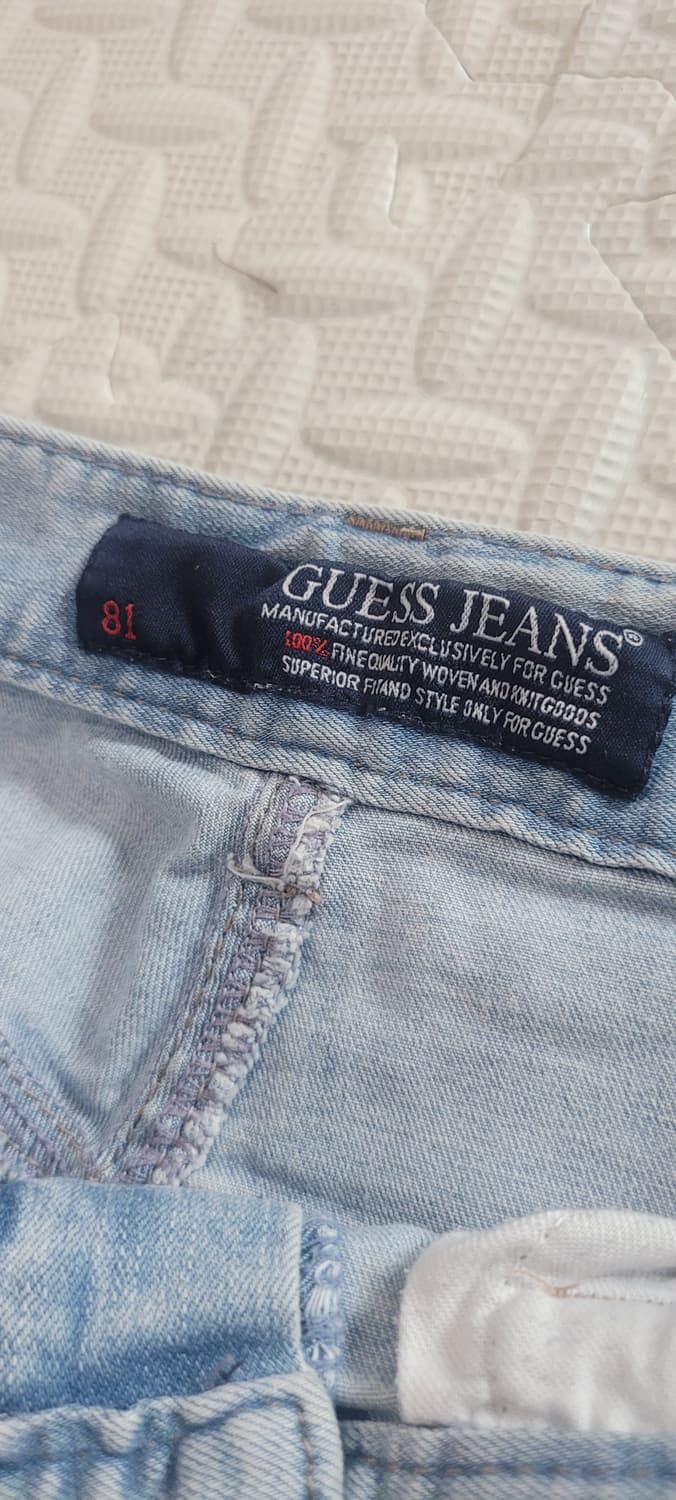 81
GUESS JEANS®
MANUFACTURED EXCLUSIVELY FOR GUESS
100% FINE QUALITY WOVEN AND KNIT GOODS
SUPERIOR FIT AND STYLE ONLY FOR GUESS